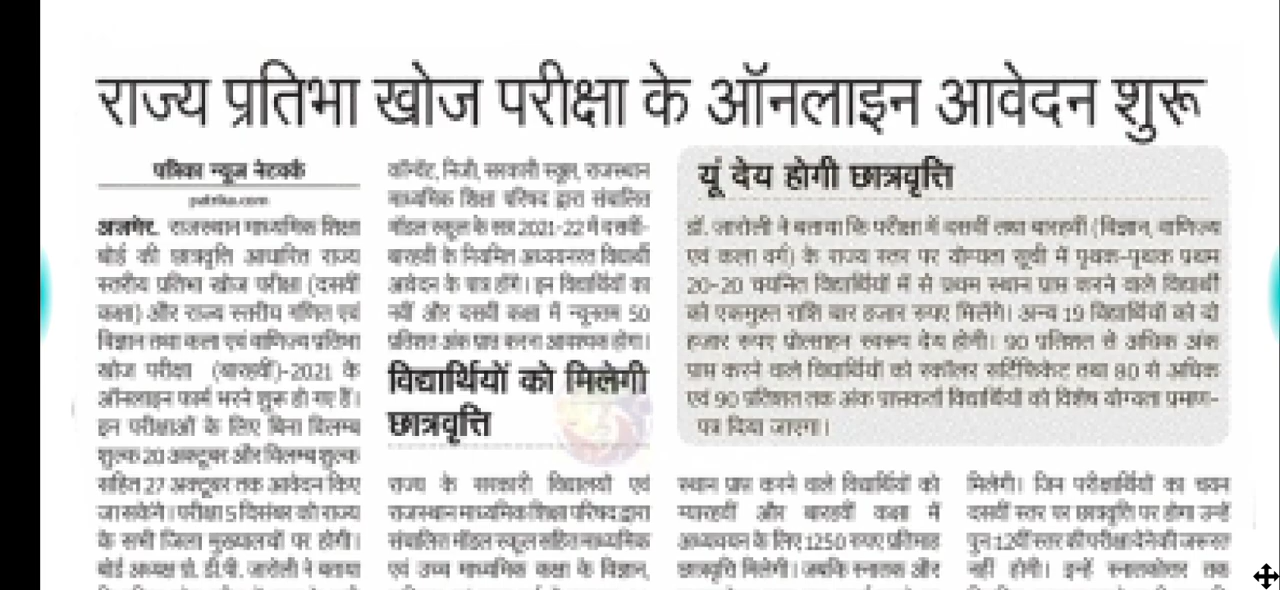 राज्य प्रतिभा खोज परीक्षा के ऑनलाइन आवेदन शुरू
पत्रिका न्यूज नेटवर्क
patrika.com
अजमेर. राजस्थान माध्यमिक शिक्षा
बोर्ड की छात्रवृत्ति आधारित राज्य
स्तरीय प्रतिभा खोज परीक्षा (दसवीं
कक्षा) और राज्य स्तरीय गणित एवं
विज्ञान तथा कला एवं वाणिज्य प्रतिभा
खोज परीक्षा (बारहवीं)-2021 के
ऑनलाइन फार्म भरने शुरू हो गए हैं।
इन परीक्षाओं के लिए बिना विलम्ब
शुल्क 20 अक्टूबर और विलम्ब शुल्क
सहित 27 अक्टूबर तक आवेदन किए
जा सकेंगे। परीक्षा 5 दिसंबर को राज्य
के सभी जिला मुख्यालयों पर होगी।
बोर्ड अध्यक्ष प्रो. डी.पी. जारोली ने बताया
कॉन्वेंट, निजी, सरकारी स्कूल, राजस्थान
माध्यमिक शिक्षा परिषद द्वारा संचालित
मॉडल स्कूल के सत्र 2021-22 में दसवीं-
बारहवीं के नियमित अध्ययनरत विद्यार्थी
आवेदन के पात्र होंगे। इन विद्यार्थियों का
नवीं और दसवीं कक्षा में न्यूनतम 50
प्रतिशत अंक प्राप्त करना आवश्यक होगा।
विद्यार्थियों को मिलेगी
छात्रवृत्ति
राज्य के सरकारी विद्यालयों एवं
राजस्थान माध्यमिक शिक्षा परिषद द्वारा
संचालित मॉडल स्कूल सहित माध्यमिक
एवं उच्च माध्यमिक कक्षा के विज्ञान,
यूं देय होगी छात्रवृत्ति
डॉ. जारोली ने बताया कि परीक्षा में दसवीं तथा बारहवीं (विज्ञान, वाणिज्य
एवं कला वर्ग) के राज्य स्तर पर योग्यता सूची में पृथक-पृथक प्रथम
20-20 चयनित विद्यार्थियों में से प्रथम स्थान प्राप्त करने वाले विद्यार्थी
को एकमुश्त राशि चार हजार रुपए मिलेंगे। अन्य 19 विद्यार्थियों को दो
हजार रुपए प्रोत्साहन स्वरूप देय होगी। 90 प्रतिशत से अधिक अंक
प्राप्त करने वाले विद्यार्थियों को स्कॉलर सर्टिफिकेट तथा 80 से अधिक
एवं 90 प्रतिशत तक अंक प्राप्तकर्ता विद्यार्थियों को विशेष योग्यता प्रमाण-
पत्र दिया जाएगा।
स्थान प्राप्त करने वाले विद्यार्थियों को
ग्यारहवीं और बारहवीं कक्षा में
अध्ययन के लिए 1250 रुपए प्रतिमाह
छात्रवृत्ति मिलेगी। जबकि स्नातक और
मिलेगी। जिन परीक्षार्थियों का चयन
दसवीं स्तर पर छात्रवृत्ति पर होगा उन्हें
पुन 12वीं स्तर की परीक्षा देने की जरूरत
नहीं होगी। इन्हें स्नातकोत्तर तक